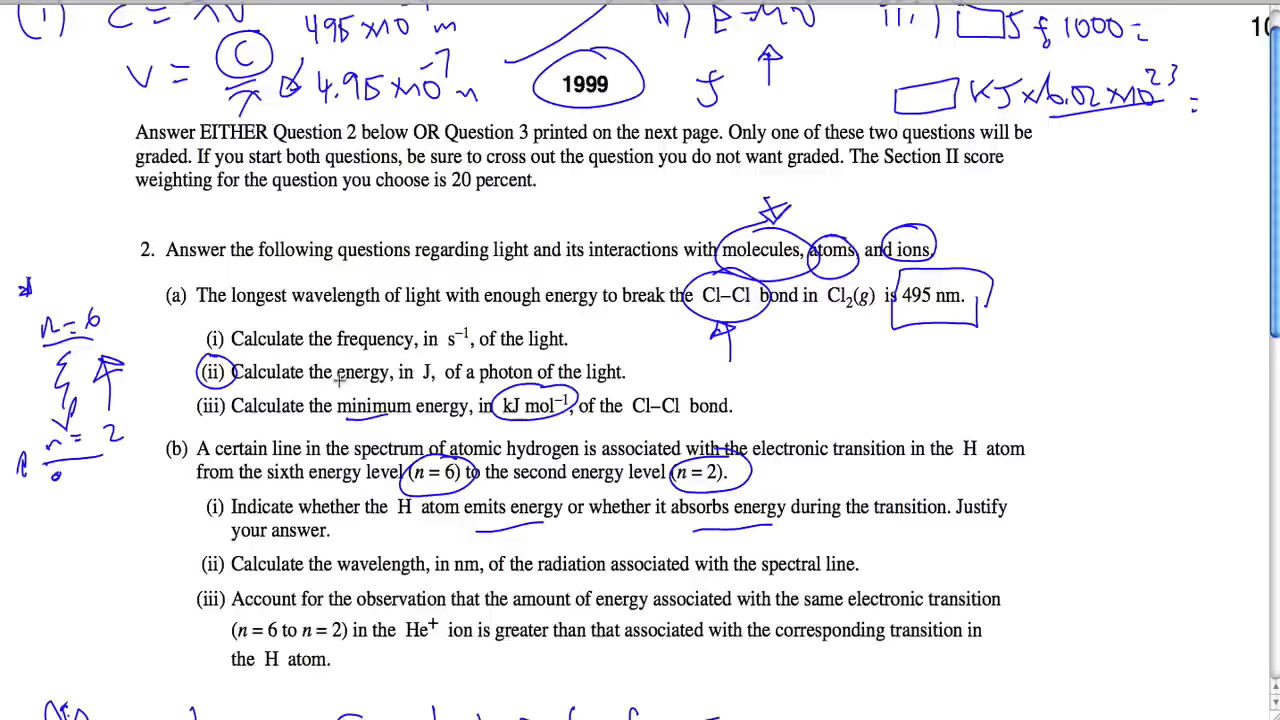 (i) C = λν
495×10 m
E = hν
iii) J ÷ 1000 =
10
V = C
4.95×10⁻⁷ m
1999
J
KJ × 6.02×10²³ =
Answer EITHER Question 2 below OR Question 3 printed on the next page. Only one of these two questions will be
graded. If you start both questions, be sure to cross out the question you do not want graded. The Section II score
weighting for the question you choose is 20 percent.
2. Answer the following questions regarding light and its interactions with molecules, atoms, and ions.
(a) The longest wavelength of light with enough energy to break the Cl–Cl bond in Cl₂(g) is 495 nm.
(i) Calculate the frequency, in s⁻¹, of the light.
(ii) Calculate the energy, in J, of a photon of the light.
(iii) Calculate the minimum energy, in kJ mol⁻¹, of the Cl–Cl bond.
n=6
n=2
(b) A certain line in the spectrum of atomic hydrogen is associated with the electronic transition in the H atom
from the sixth energy level (n = 6) to the second energy level (n = 2).
(i) Indicate whether the H atom emits energy or whether it absorbs energy during the transition. Justify
your answer.
(ii) Calculate the wavelength, in nm, of the radiation associated with the spectral line.
(iii) Account for the observation that the amount of energy associated with the same electronic transition
(n = 6 to n = 2) in the He⁺ ion is greater than that associated with the corresponding transition in
the H atom.